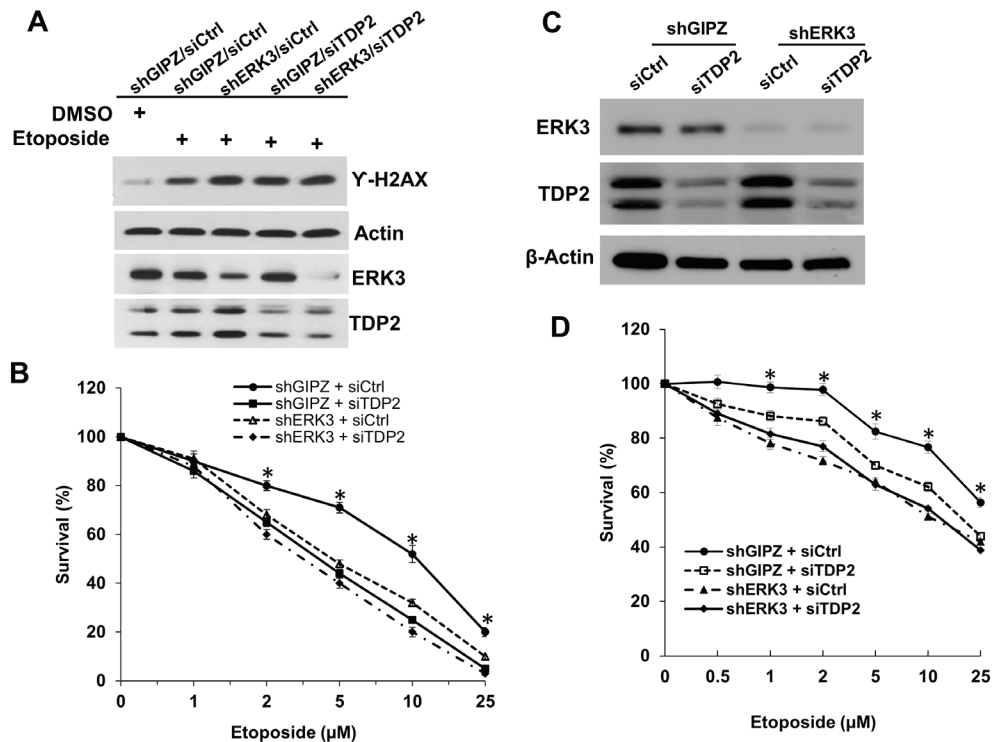 A
shGIPZ/siCtrl
shGIPZ/siCtrl
shERK3/siCtrl
shGIPZ/siTDP2
shERK3/siTDP2
DMSO +
Etoposide + + + +
ϒ-H2AX
Actin
ERK3
TDP2
B
120
100
80
60
40
20
0
Survival (%)
shGIPZ + siCtrl
shGIPZ + siTDP2
shERK3 + siCtrl
shERK3 + siTDP2
* * * *
0 1 2 5 10 25
Etoposide (µM)
C
shGIPZ shERK3
siCtrl siTDP2 siCtrl siTDP2
ERK3
TDP2
β-Actin
D
120
100
80
60
40
20
0
Survival (%)
* * * * *
shGIPZ + siCtrl
shGIPZ + siTDP2
shERK3 + siCtrl
shERK3 + siTDP2
0 0.5 1 2 5 10 25
Etoposide (µM)